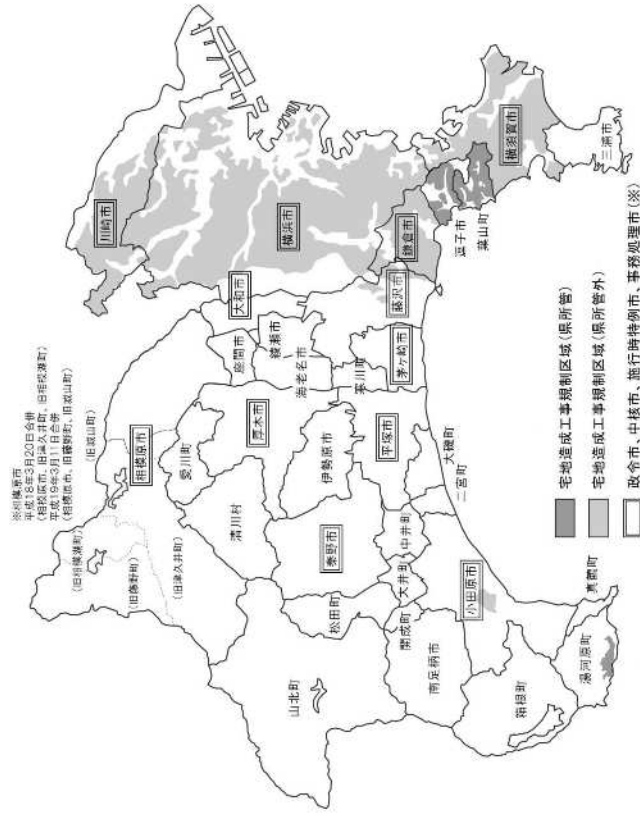 ※相模原市
平成18年3月20日合併
(相模原市、旧津久井町、旧相模湖町)
平成19年3月11日合併
(相模原市、旧藤野町、旧城山町)
(旧城山町)
(旧相模湖町)
(旧藤野町)
(旧津久井町)
相模原市
愛川町
清川村
厚木市
座間市
大和市
綾瀬市
海老名市
川崎市
横浜市
山北町
松田町
秦野市
伊勢原市
寒川町
藤沢市
茅ヶ崎市
平塚市
鎌倉市
逗子市
葉山町
横須賀市
三浦市
開成町
大井町
中井町
二宮町
大磯町
南足柄市
小田原市
箱根町
湯河原町
真鶴町
宅地造成工事規制区域(県所管)
宅地造成工事規制区域(県所管外)
政令市、中核市、施行時特例市、事務処理市(※)